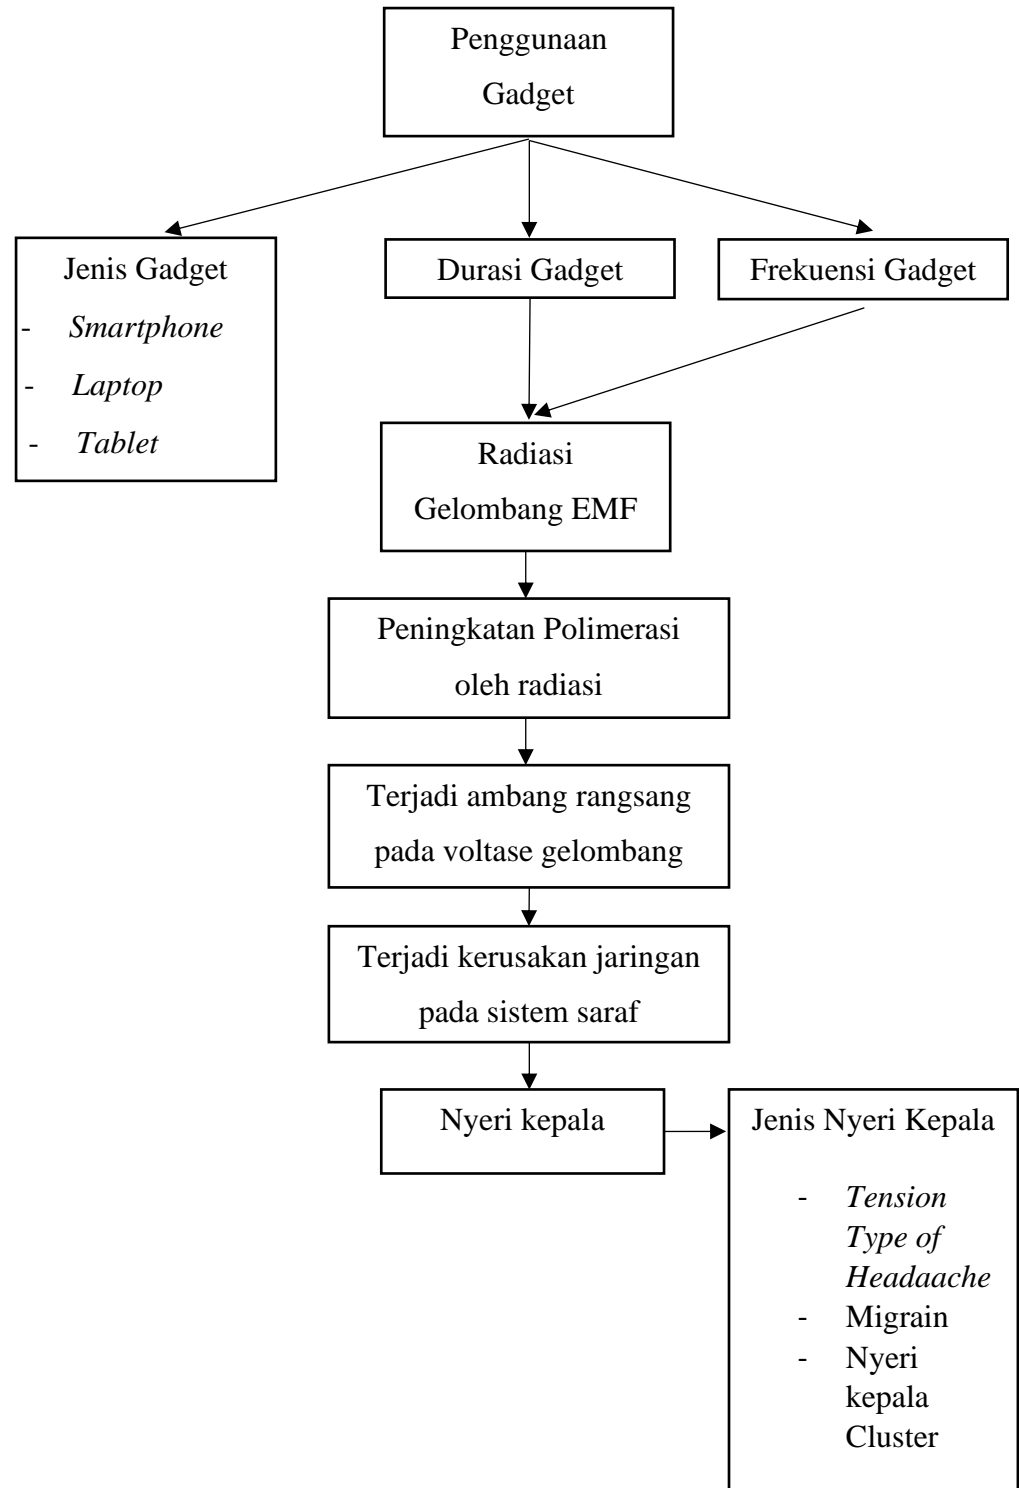 Penggunaan
Gadget
Jenis Gadget
- Smartphone
- Laptop
- Tablet
Durasi Gadget
Frekuensi Gadget
Radiasi
Gelombang EMF
Peningkatan Polimerasi
oleh radiasi
Terjadi ambang rangsang
pada voltase gelombang
Terjadi kerusakan jaringan
pada sistem saraf
Nyeri kepala
Jenis Nyeri Kepala
- Tension
Type of
Headaache
- Migrain
- Nyeri
kepala
Cluster